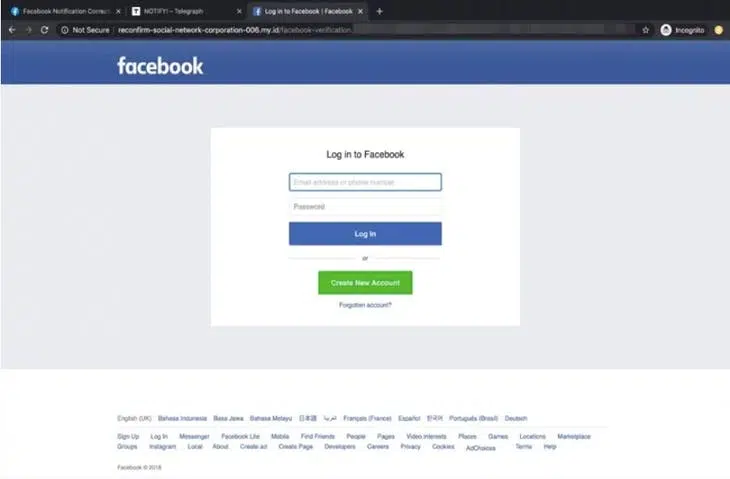 Facebook Notification Conta NOTIFY! – Telegraph Log in to Facebook | Facebook
Not Secure reconfirm-social-network-corporation-006.my.id/facebook-verification. Incognito
facebook
Log in to Facebook
Email address or phone number
Password
Log In
or
Create New Account
Forgotten account?
English (UK) Bahasa Indonesia Basa Jawa Bahasa Melayu 日本語 العربية Français (France) Español 한국어 Português (Brasil) Deutsch
Sign Up Log In Messenger Facebook Lite Mobile Find Friends People Pages Video interests Places Games Locations Marketplace
Groups Instagram Local About Create ad Create Page Developers Careers Privacy Cookies AdChoices Terms Help
Facebook © 2018